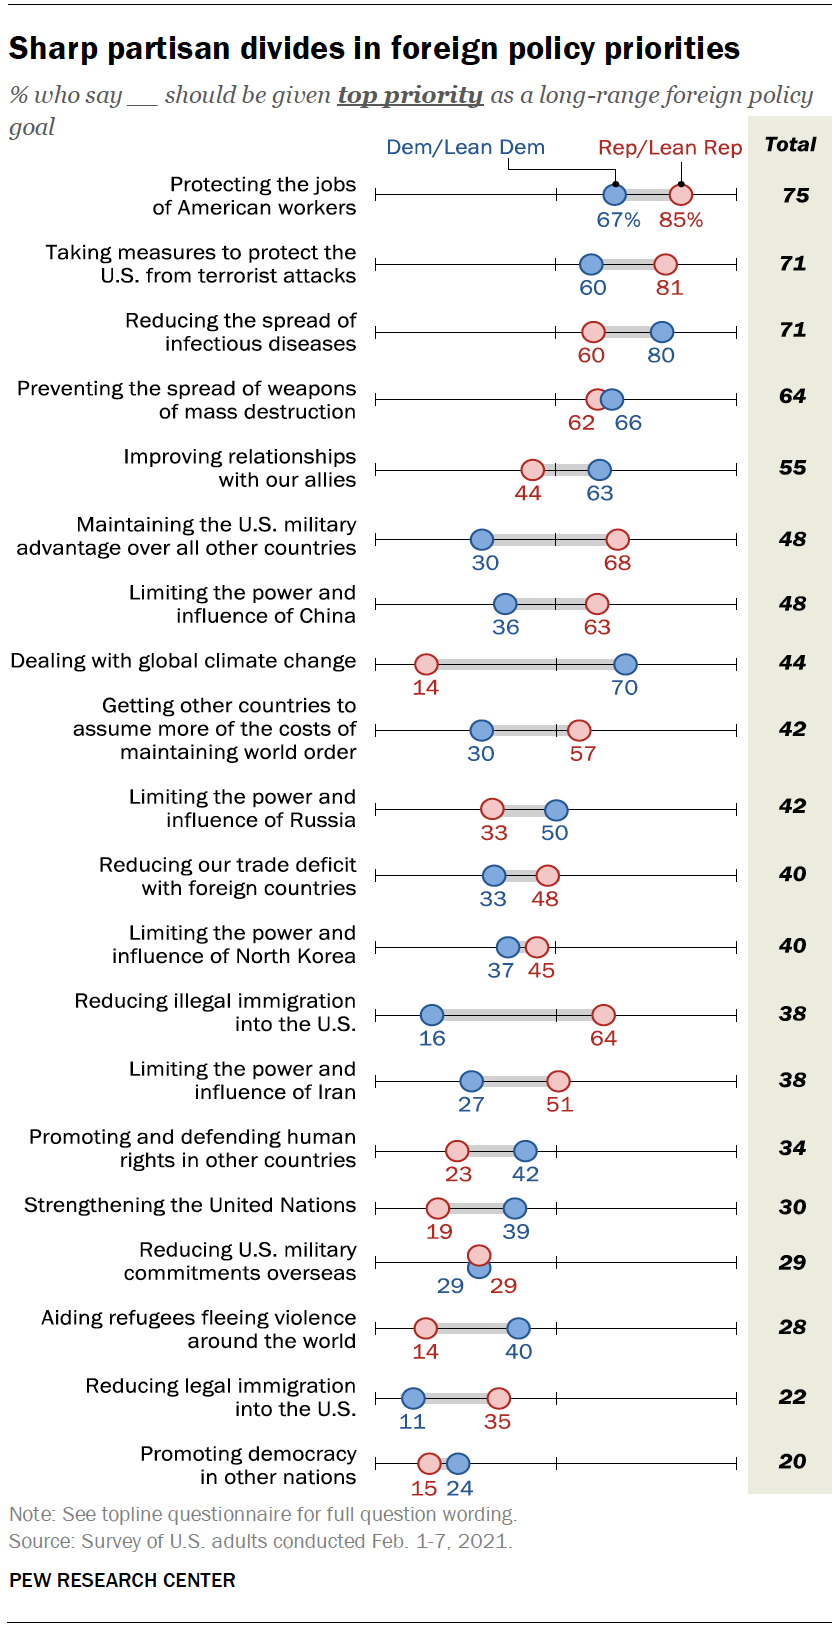 Sharp partisan divides in foreign policy priorities
% who say __ should be given top priority as a long-range foreign policy
goal
Dem/Lean Dem Rep/Lean Rep Total
Protecting the jobs
of American workers
67% 85% 75
Taking measures to protect the
U.S. from terrorist attacks
60 81 71
Reducing the spread of
infectious diseases
60 80 71
Preventing the spread of weapons
of mass destruction
62 66 64
Improving relationships
with our allies
44 63 55
Maintaining the U.S. military
advantage over all other countries
30 68 48
Limiting the power and
influence of China
36 63 48
Dealing with global climate change
14 70 44
Getting other countries to
assume more of the costs of
maintaining world order
30 57 42
Limiting the power and
influence of Russia
33 50 42
Reducing our trade deficit
with foreign countries
33 48 40
Limiting the power and
influence of North Korea
37 45 40
Reducing illegal immigration
into the U.S.
16 64 38
Limiting the power and
influence of Iran
27 51 38
Promoting and defending human
rights in other countries
23 42 34
Strengthening the United Nations
19 39 30
Reducing U.S. military
commitments overseas
29 29 29
Aiding refugees fleeing violence
around the world
14 40 28
Reducing legal immigration
into the U.S.
11 35 22
Promoting democracy
in other nations
15 24 20
Note: See topline questionnaire for full question wording.
Source: Survey of U.S. adults conducted Feb. 1-7, 2021.
PEW RESEARCH CENTER